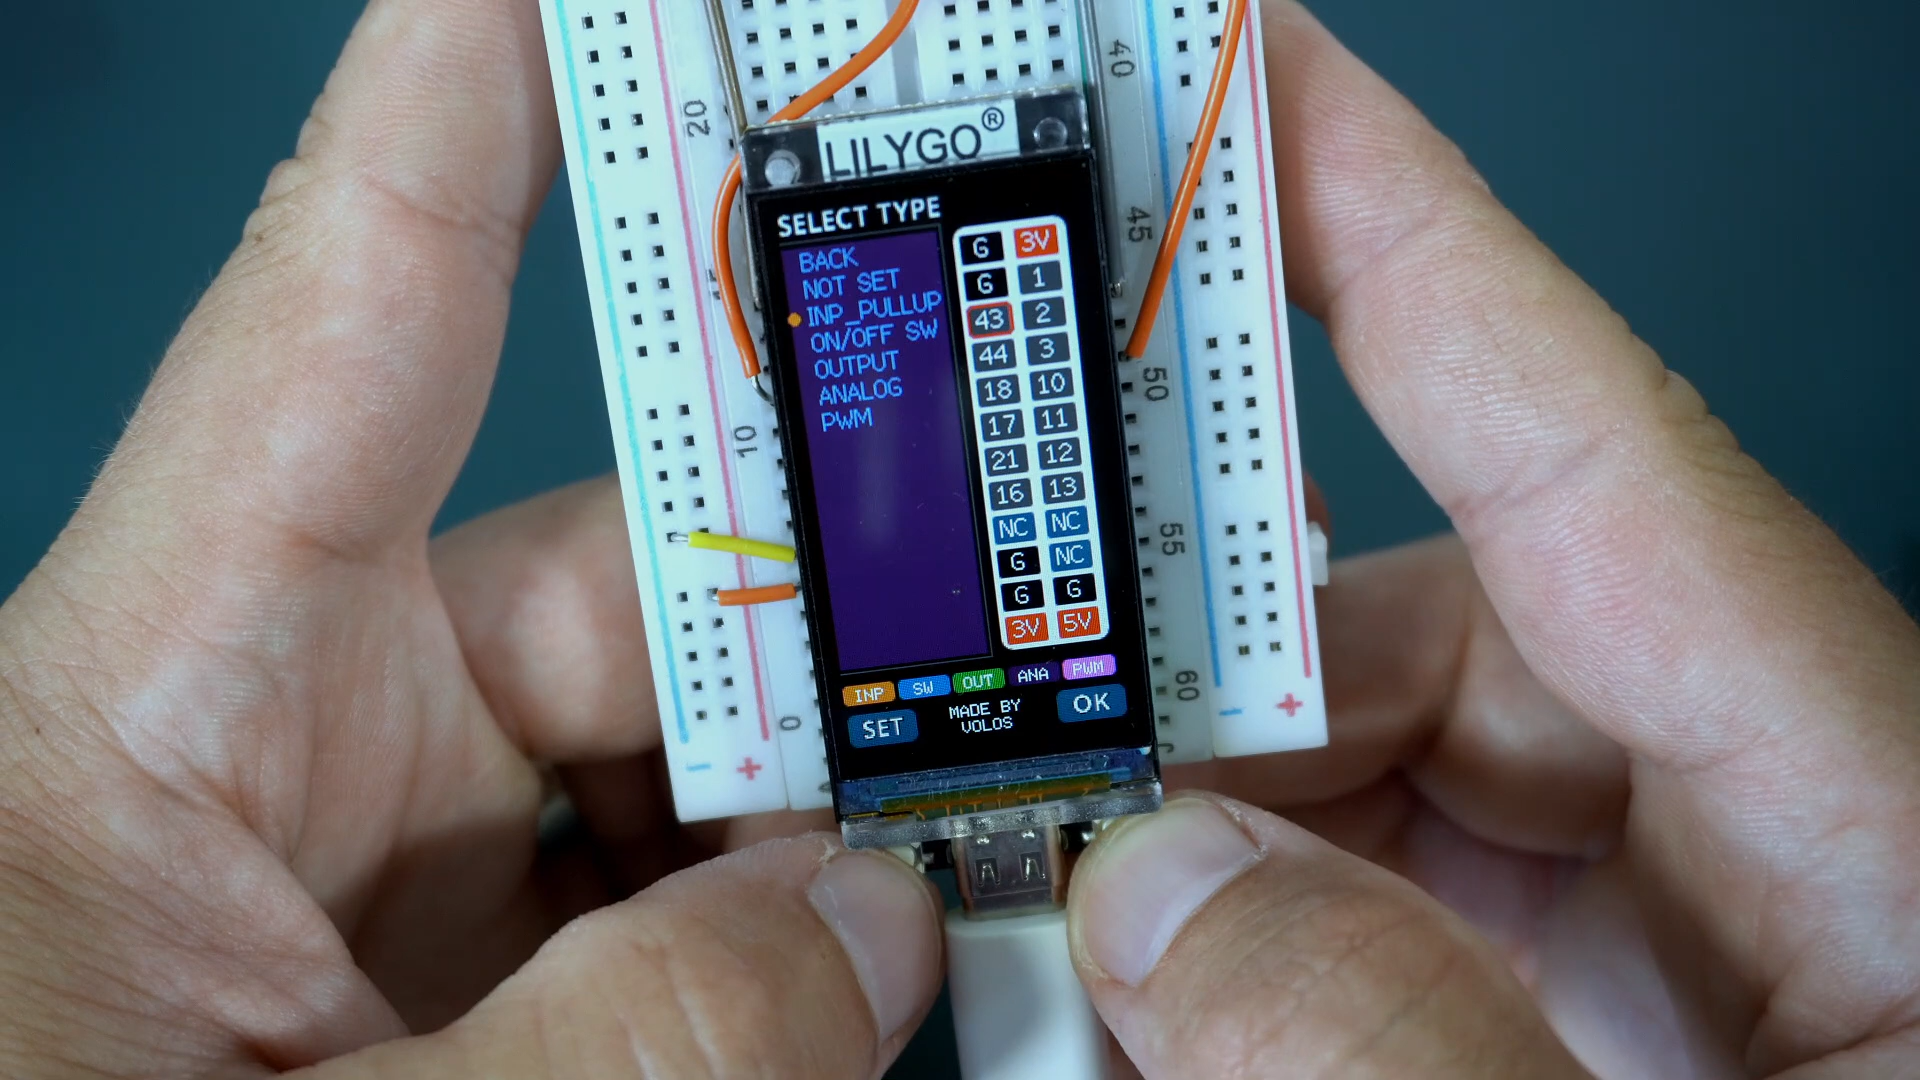 LILYGO®
SELECT TYPE
BACK
NOT SET
INP_PULLUP
ON/OFF SW
OUTPUT
ANALOG
PWM
G 3V
G 1
43 2
44 3
18 10
17 11
21 12
16 13
NC NC
G NC
G G
3V 5V
INP SW OUT ANA PWM
SET
MADE BY
VOLOS
OK
20
10
0
40
45
50
55
60
- +
- +